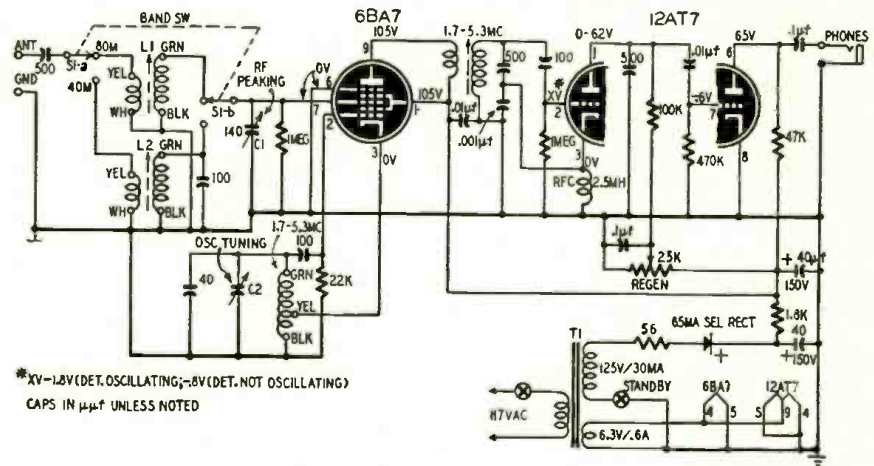 BAND SW
6BA7
12AT7
ANT
500
S1-a
80M
L1
GRN
YEL
WH
BLK
GND
40M
S1-b
L2
GRN
YEL
WH
BLK
100
RF
PEAKING
140
C1
1MEG
0V
6
7
2
9
105V
1
105V
3
0V
1.7-5.3MC
.01µf
.001µf
500
100
*
XV
2
1MEG
0-62V
1
500
3
0V
RFC
2.5MH
100K
.01µf
-.6V
7
470K
65V
6
8
.1µf
PHONES
47K
.1µf
25K
REGEN
+
40µf
150V
1.8K
40
+
150V
OSC TUNING
40
C2
1.7-5.3MC
100
GRN
YEL
BLK
22K
T1
56
65MA SEL RECT
+
125V/30MA
STANDBY
117VAC
6.3V/.6A
6BA7
4
5
12AT7
5
9
4
*XV-1.8V(DET. OSCILLATING;-.8V(DET. NOT OSCILLATING)
CAPS IN µµf UNLESS NOTED